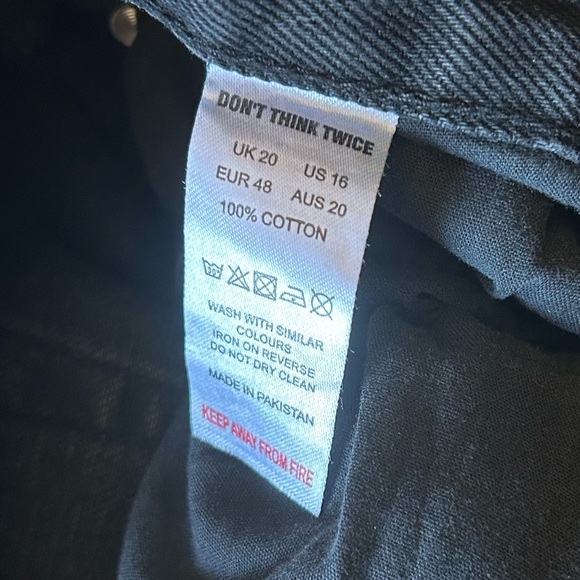 DON'T THINK TWICE
UK 20 US 16
EUR 48 AUS 20
100% COTTON
WASH WITH SIMILAR
COLOURS
IRON ON REVERSE
DO NOT DRY CLEAN
MADE IN PAKISTAN
KEEP AWAY FROM FIRE